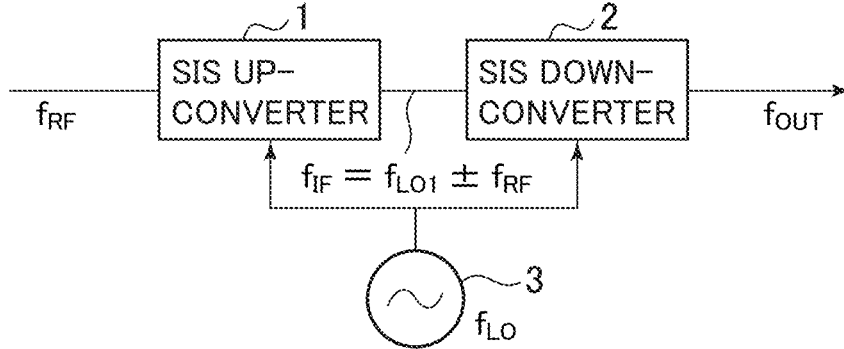 1
2
SIS UP-
CONVERTER
SIS DOWN-
CONVERTER
fRF
fOUT
fIF = fLO1 ± fRF
3
fLO